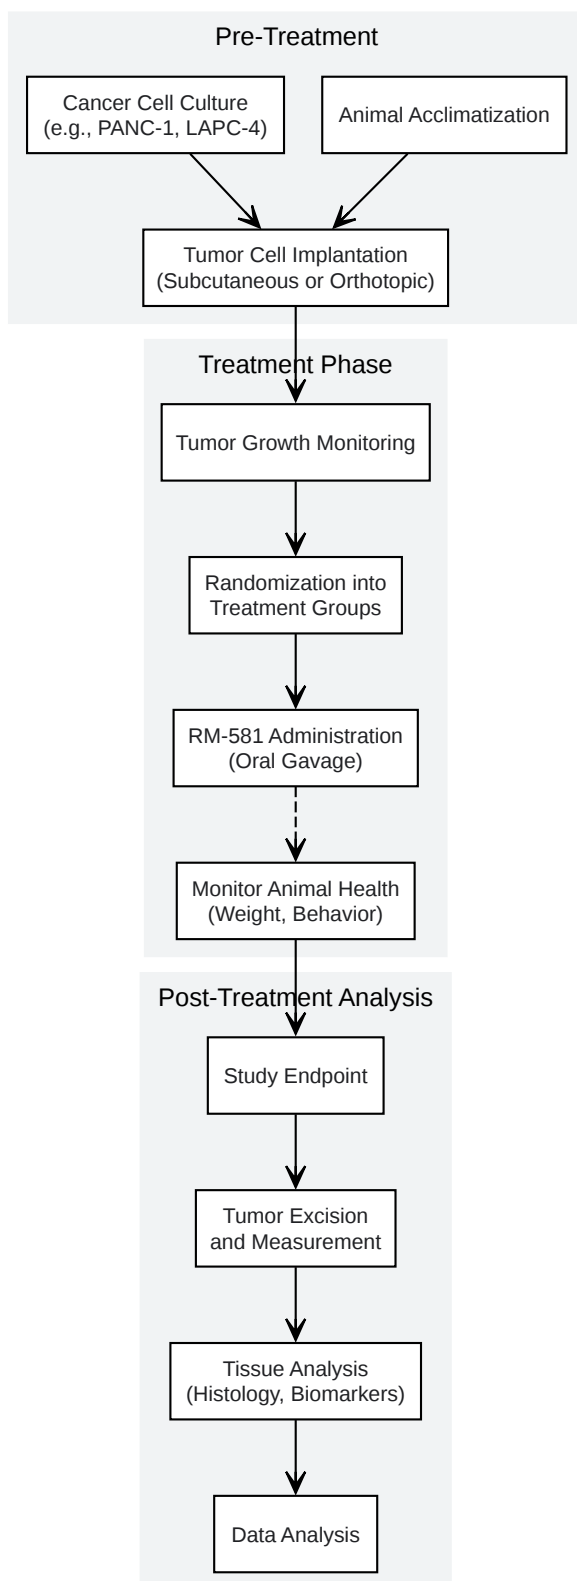 Pre-Treatment
Cancer Cell Culture
(e.g., PANC-1, LAPC-4)
Animal Acclimatization
Tumor Cell Implantation
(Subcutaneous or Orthotopic)
Treatment Phase
Tumor Growth Monitoring
Randomization into
Treatment Groups
RM-581 Administration
(Oral Gavage)
Monitor Animal Health
(Weight, Behavior)
Post-Treatment Analysis
Study Endpoint
Tumor Excision
and Measurement
Tissue Analysis
(Histology, Biomarkers)
Data Analysis